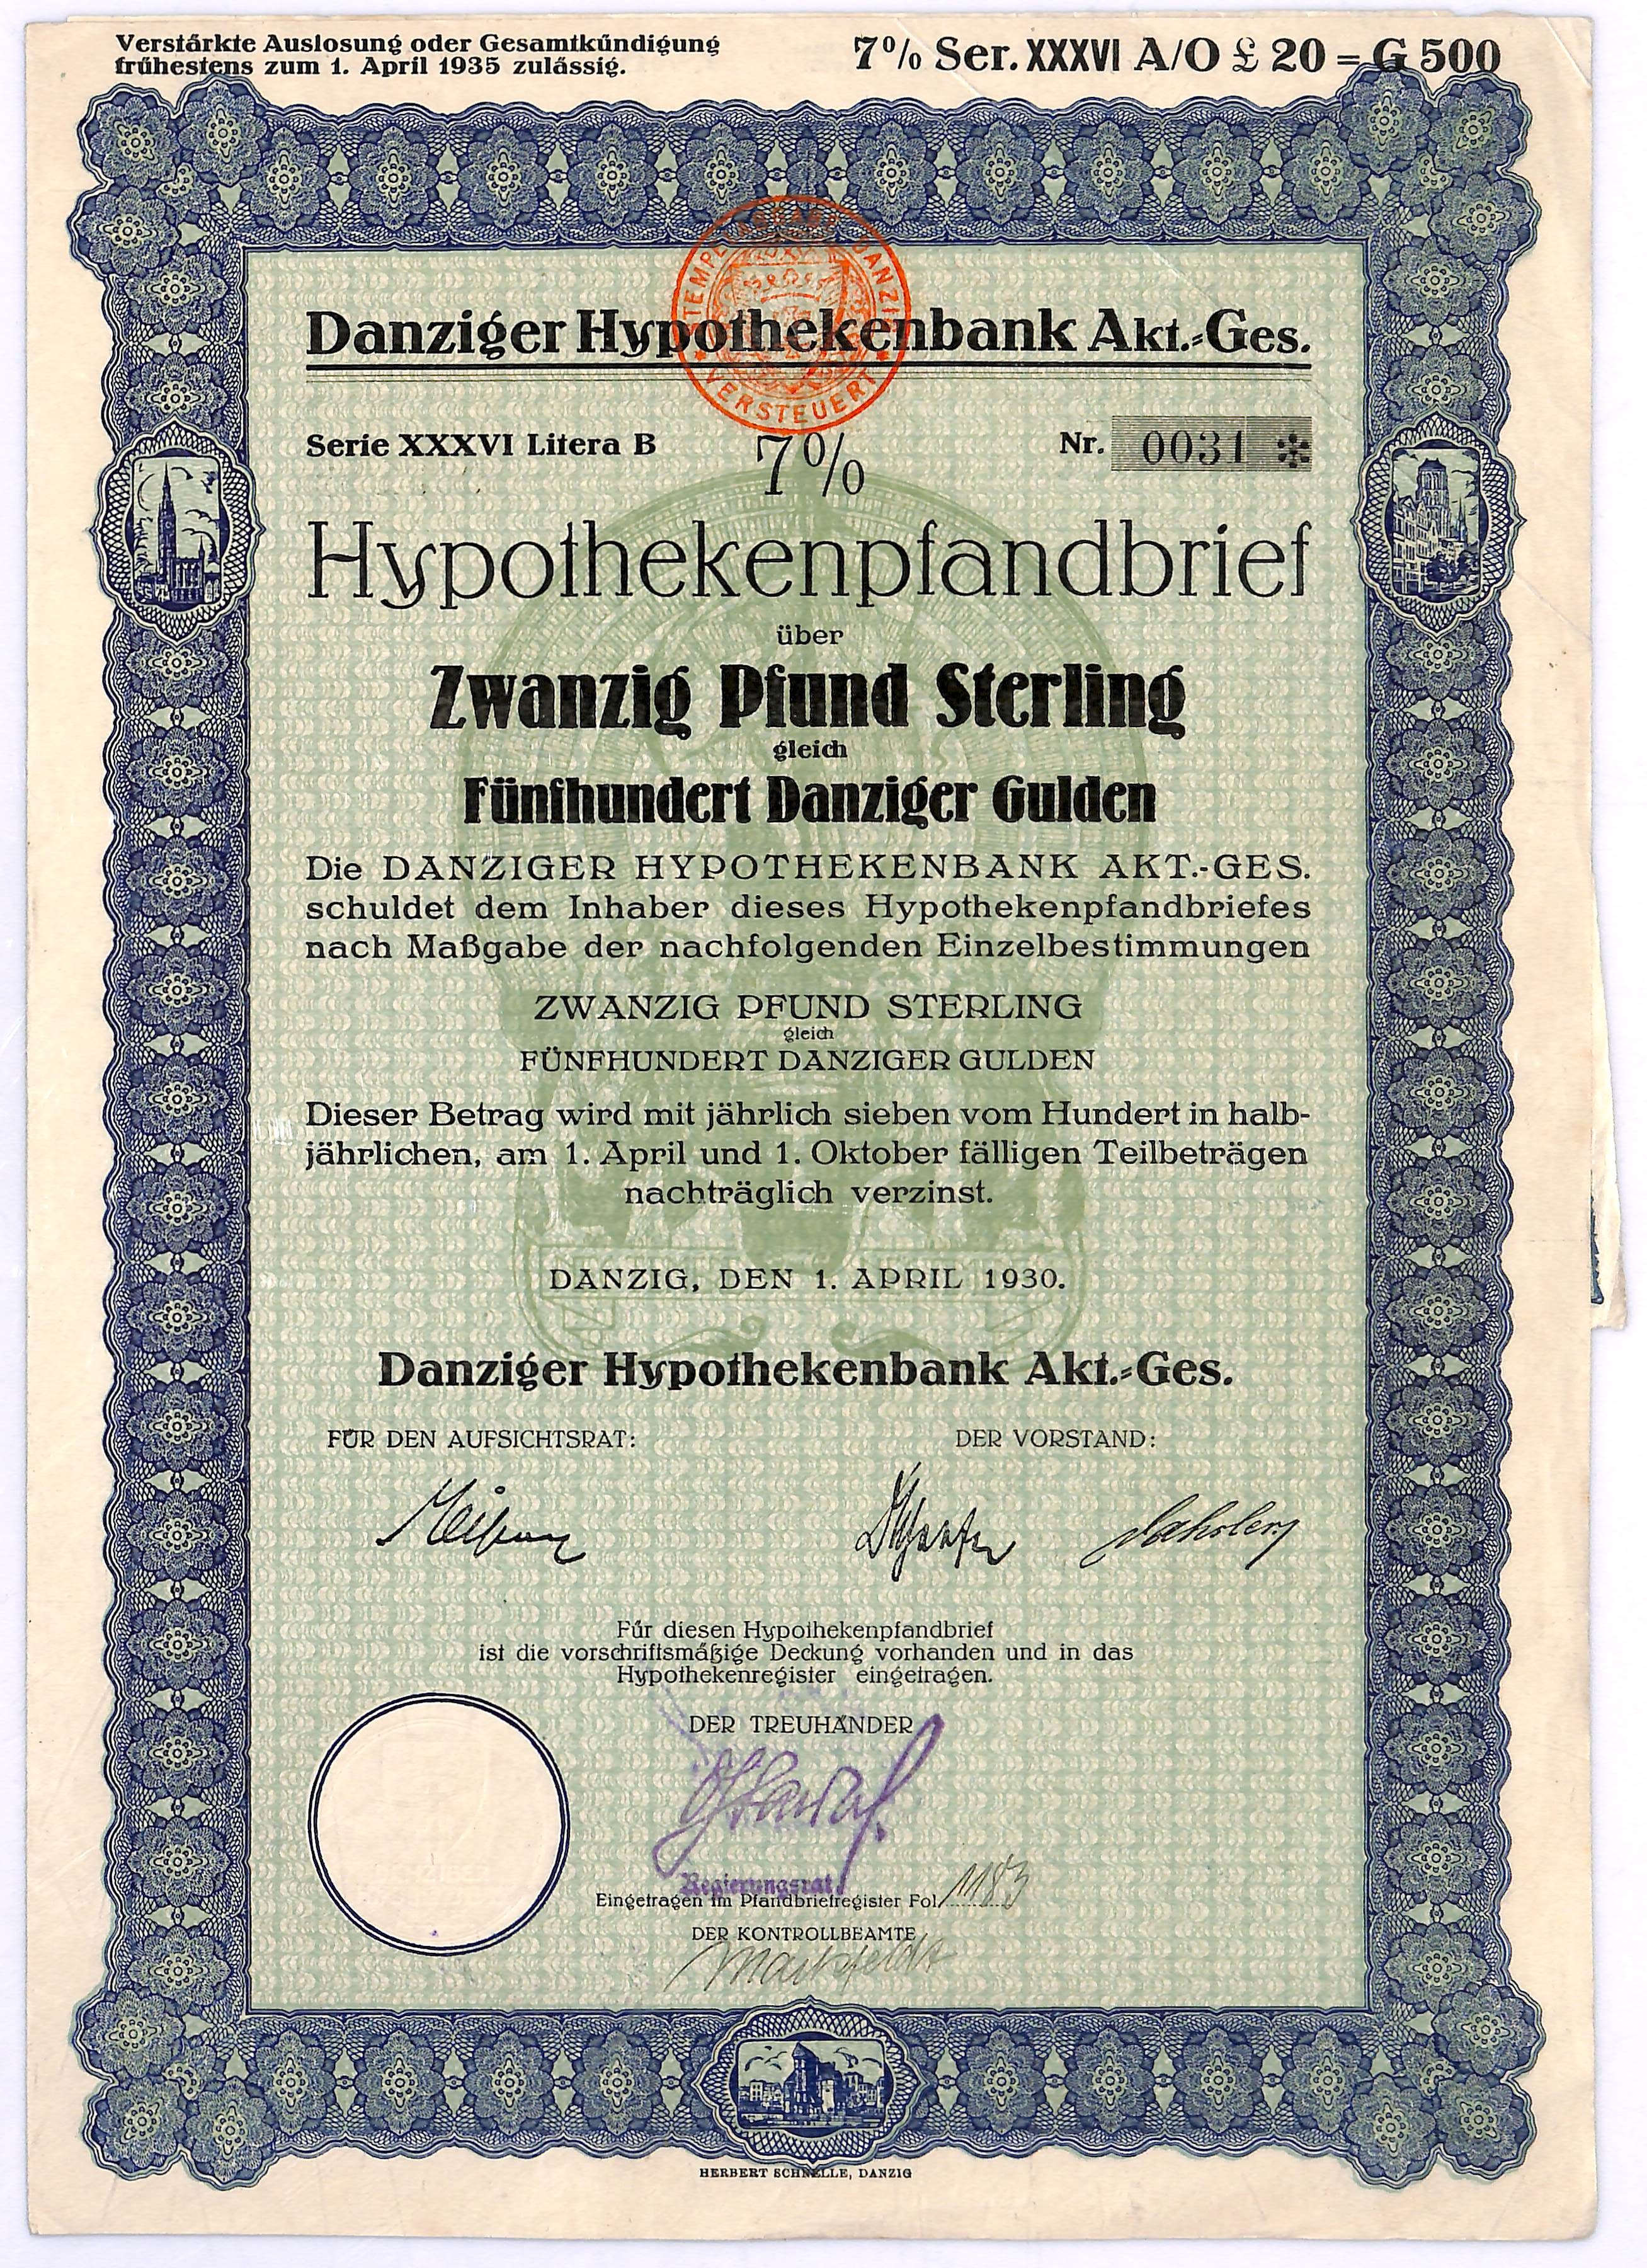 Verstärkte Auslosung oder Gesamtkündigung
frühestens zum 1. April 1935 zulässig.
7% Ser. XXXVI A/O £ 20 = G 500
STEMPELABGABE DANZIG
VERSTEUERT
Danziger Hypothekenbank Akt.-Ges.
Serie XXXVI Litera B
7%
Nr. 0031 *
Hypothekenpfandbrief
über
Zwanzig Pfund Sterling
gleich
Fünfhundert Danziger Gulden
Die DANZIGER HYPOTHEKENBANK AKT.-GES.
schuldet dem Inhaber dieses Hypothekenpfandbriefes
nach Maßgabe der nachfolgenden Einzelbestimmungen
ZWANZIG PFUND STERLING
gleich
FÜNFHUNDERT DANZIGER GULDEN
Dieser Betrag wird mit jährlich sieben vom Hundert in halb-
jährlichen, am 1. April und 1. Oktober fälligen Teilbeträgen
nachträglich verzinst.
DANZIG, DEN 1. APRIL 1930.
Danziger Hypothekenbank Akt.-Ges.
FÜR DEN AUFSICHTSRAT:
DER VORSTAND:
Für diesen Hypothekenpfandbrief
ist die vorschriftsmäßige Deckung vorhanden und in das
Hypothekenregister eingetragen.
DER TREUHÄNDER
Regierungsrat
Eingetragen im Pfandbriefregister Fol. 1183
DER KONTROLLBEAMTE
HERBERT SCHNELLE, DANZIG